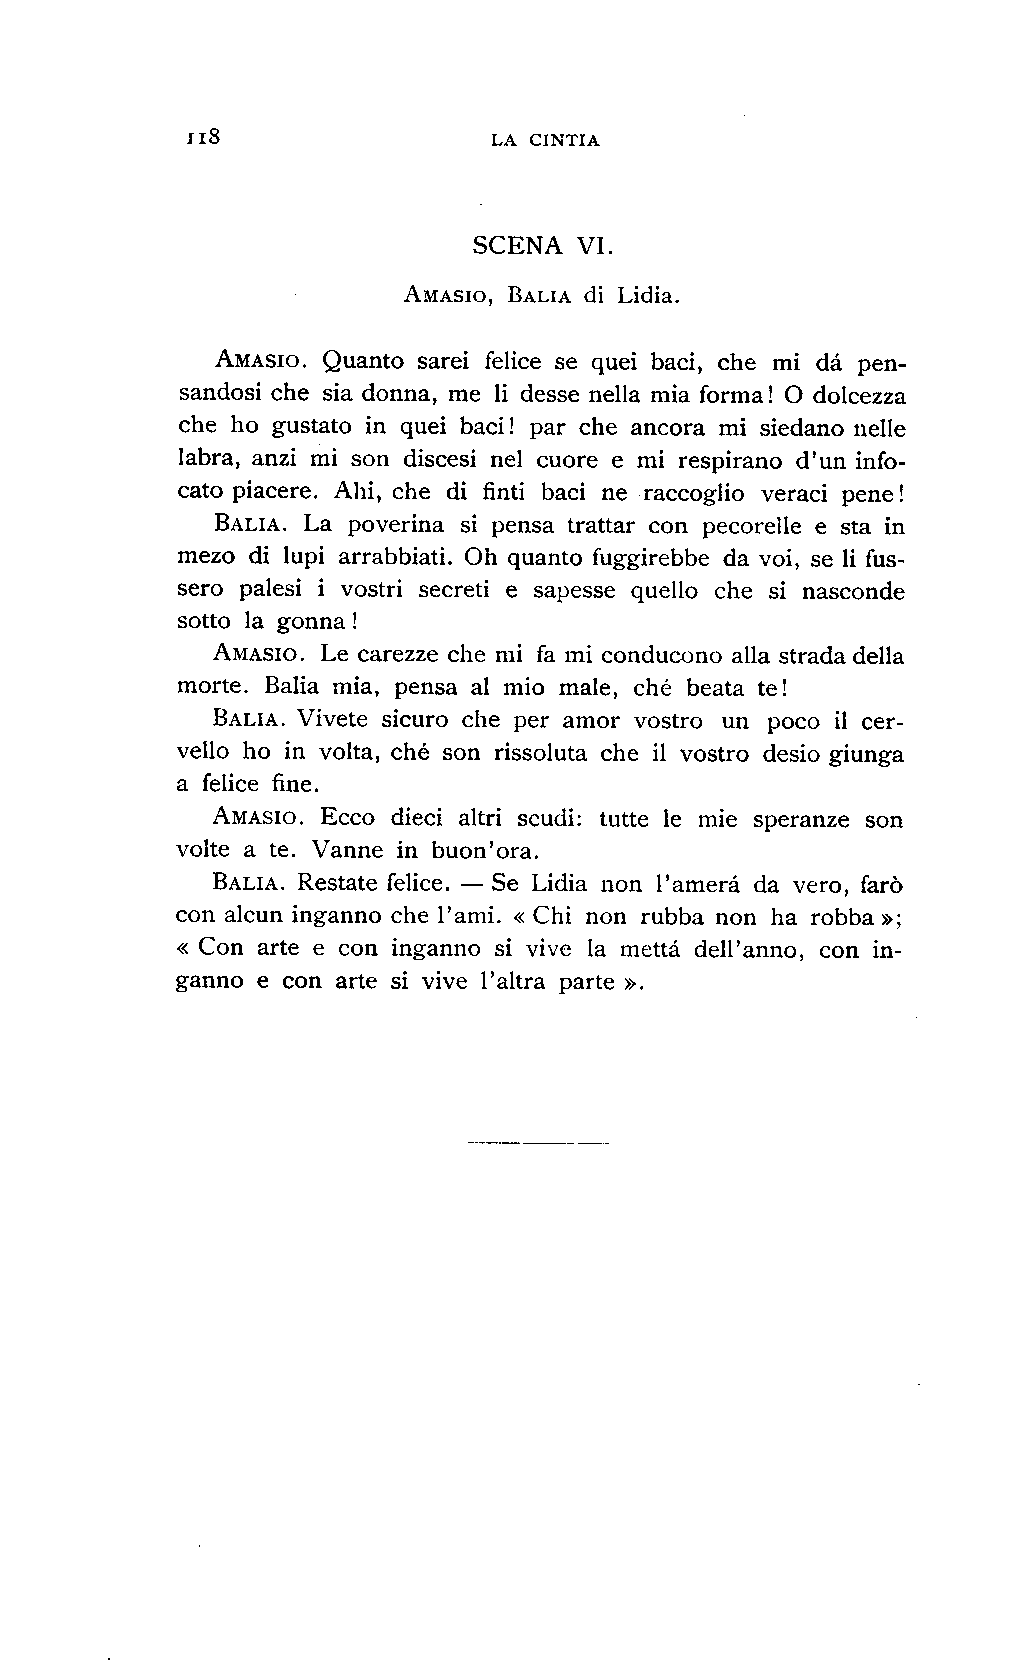 118
LA CINTIA
SCENA VI.
AMASIO, BALIA di Lidia.
AMASIO. Quanto sarei felice se quei baci, che mi dá pen-
sandosi che sia donna, me li desse nella mia forma! O dolcezza
che ho gustato in quei baci! par che ancora mi siedano nelle
labra, anzi mi son discesi nel cuore e mi respirano d'un info-
cato piacere. Ahi, che di finti baci ne raccoglio veraci pene!
BALIA. La poverina si pensa trattar con pecorelle e sta in
mezo di lupi arrabbiati. Oh quanto fuggirebbe da voi, se li fus-
sero palesi i vostri secreti e sapesse quello che si nasconde
sotto la gonna!
AMASIO. Le carezze che mi fa mi conducono alla strada della
morte. Balia mia, pensa al mio male, ché beata te!
BALIA. Vivete sicuro che per amor vostro un poco il cer-
vello ho in volta, ché son rissoluta che il vostro desio giunga
a felice fine.
AMASIO. Ecco dieci altri scudi: tutte le mie speranze son
volte a te. Vanne in buon'ora.
BALIA. Restate felice. — Se Lidia non l'amerá da vero, farò
con alcun inganno che l'ami. « Chi non rubba non ha robba »;
« Con arte e con inganno si vive la mettá dell'anno, con in-
ganno e con arte si vive l'altra parte ».